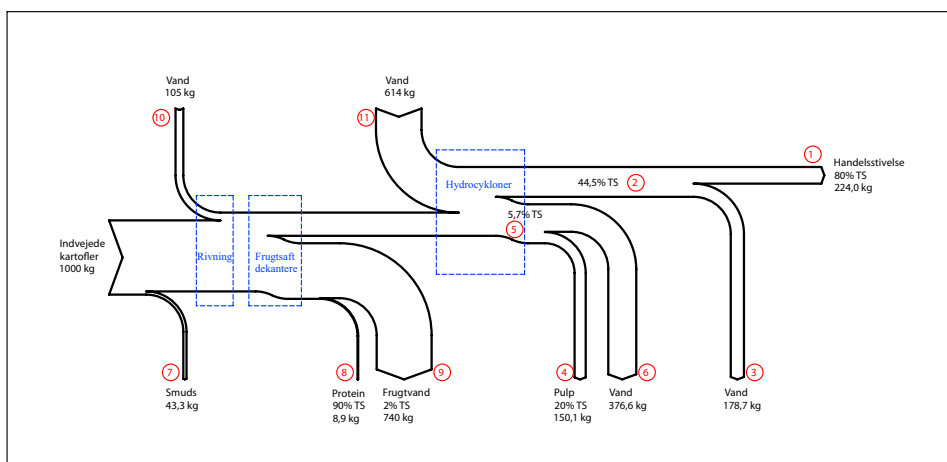 Vand
105 kg
10
Vand
614 kg
11
1
Handelsstivelse
80% TS
224,0 kg
Hydrocykloner
44,5% TS
2
5,7% TS
5
Indvejede
kartofler
1000 kg
Rivning
Frugtsaft
dekantere
7
Smuds
43,3 kg
8
Protein
90% TS
8,9 kg
9
Frugtvand
2% TS
740 kg
4
Pulp
20% TS
150,1 kg
6
Vand
376,6 kg
3
Vand
178,7 kg